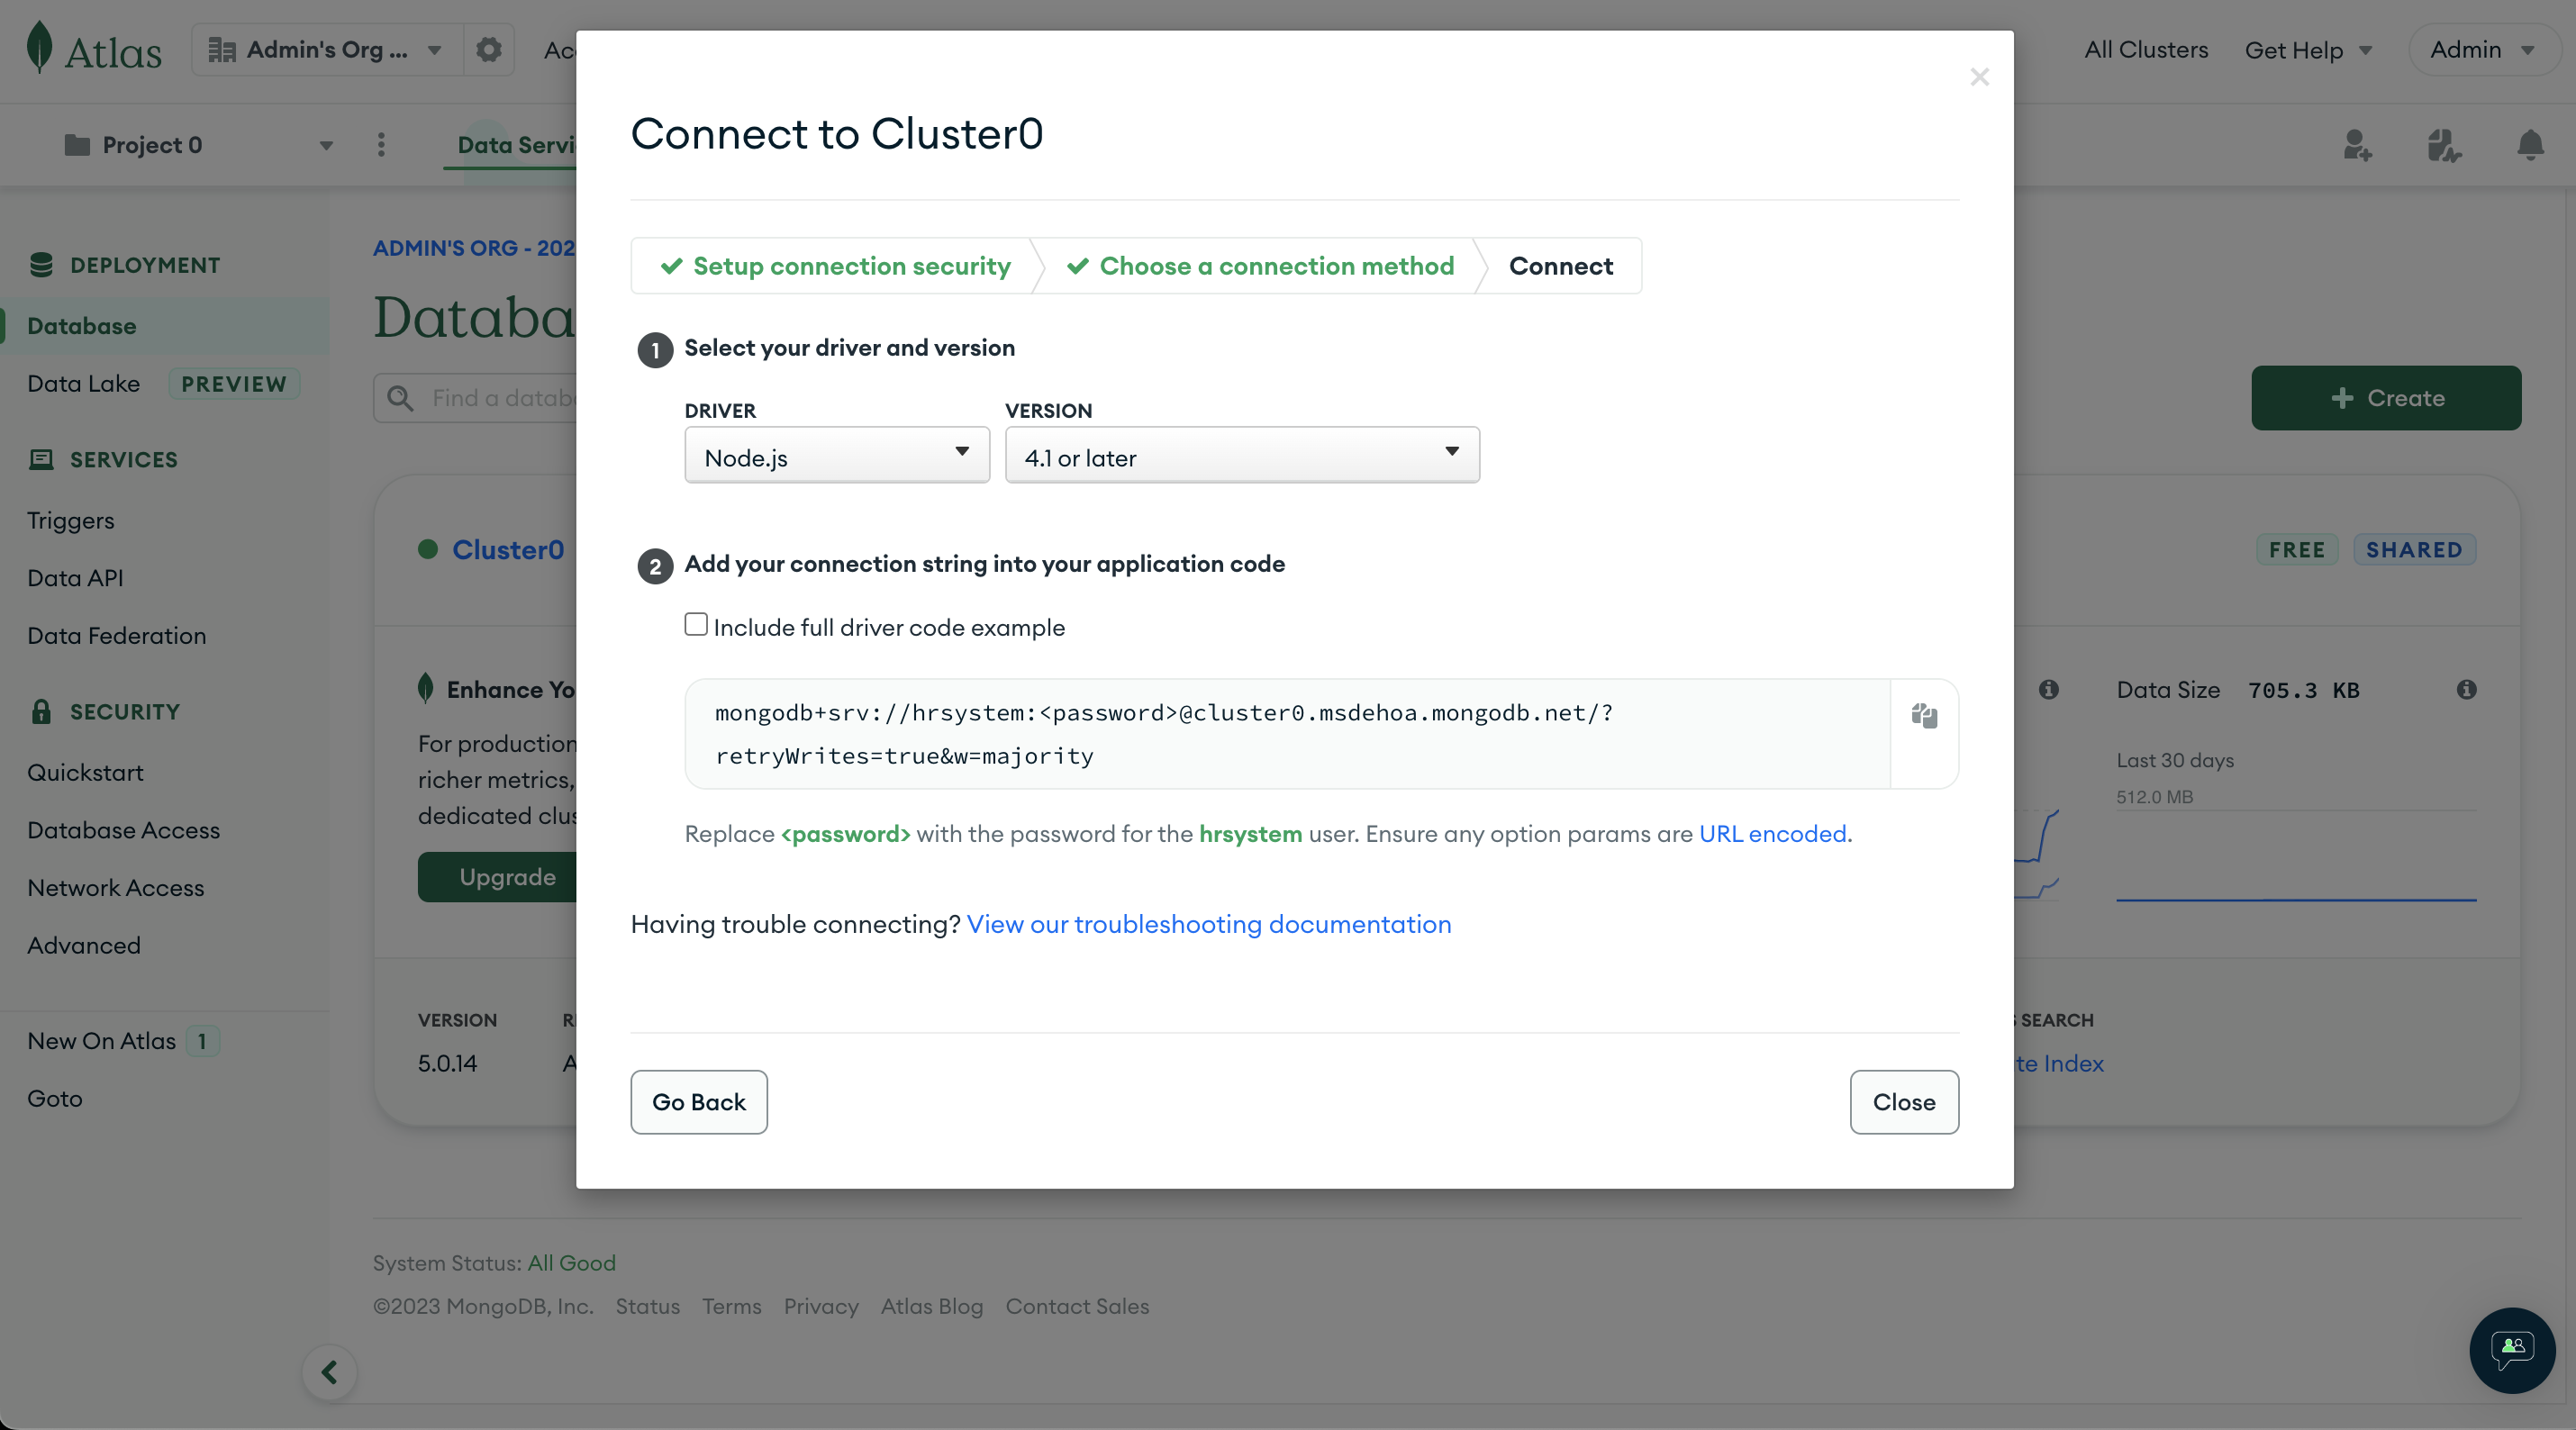 Atlas
Admin's Org ...
Ac
All Clusters
Get Help
Admin
Project 0
Data Servi
DEPLOYMENT
Database
Data Lake PREVIEW
SERVICES
Triggers
Data API
Data Federation
SECURITY
Quickstart
Database Access
Network Access
Advanced
New On Atlas 1
Goto
ADMIN'S ORG - 202
Databa
Find a datab
Create
Cluster0
FREE SHARED
Enhance Yo
For production
richer metrics,
dedicated clus
Upgrade
Data Size 705.3 KB
Last 30 days
512.0 MB
VERSION
5.0.14
R
A
SEARCH
te Index
Connect to Cluster0
Setup connection security
Choose a connection method
Connect
1 Select your driver and version
DRIVER VERSION
Node.js 4.1 or later
2 Add your connection string into your application code
Include full driver code example
mongodb+srv://hrsystem:<password>@cluster0.msdehoa.mongodb.net/?
retryWrites=true&w=majority
Replace <password> with the password for the hrsystem user. Ensure any option params are URL encoded.
Having trouble connecting? View our troubleshooting documentation
Go Back
Close
System Status: All Good
©2023 MongoDB, Inc. Status Terms Privacy Atlas Blog Contact Sales